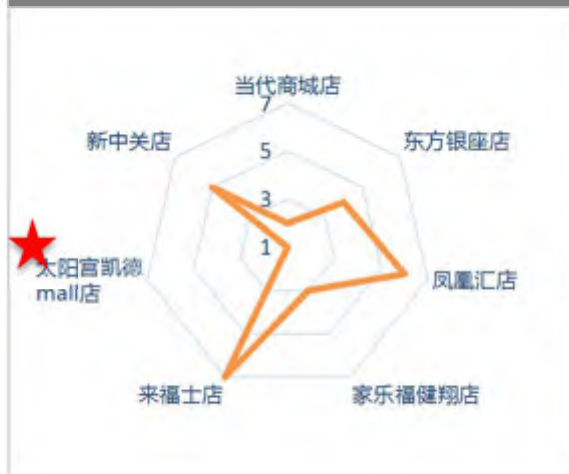 当代商城店
7
新中关店
东方银座店
5
3
1
太阳宫凯德
mall店
凤凰汇店
来福士店
家乐福健翔店